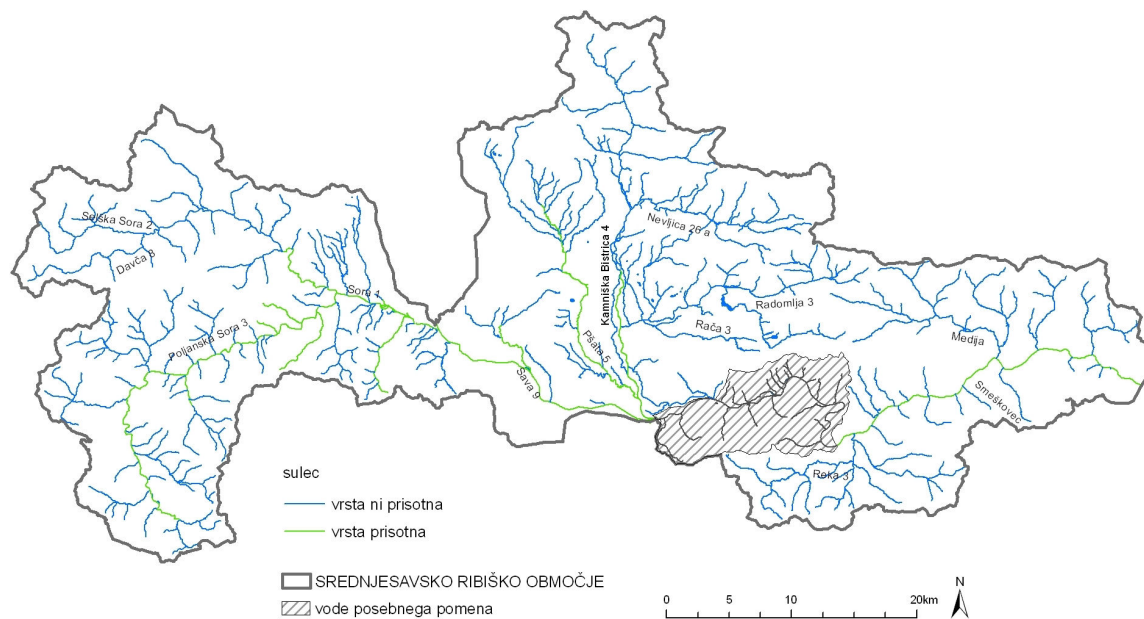 Selška Sora 2
Davča 3
Poljanska Sora 3
Sora 1
Sava 9
Pšata 5
Kamniška Bistrica 4
Nevljica 26 a
Radomlja 3
Rača 3
Medija
Smeškovec
Reka 3
sulec
vrsta ni prisotna
vrsta prisotna
SREDNJESAVSKO RIBIŠKO OBMOČJE
vode posebnega pomena
0 5 10 20km
N